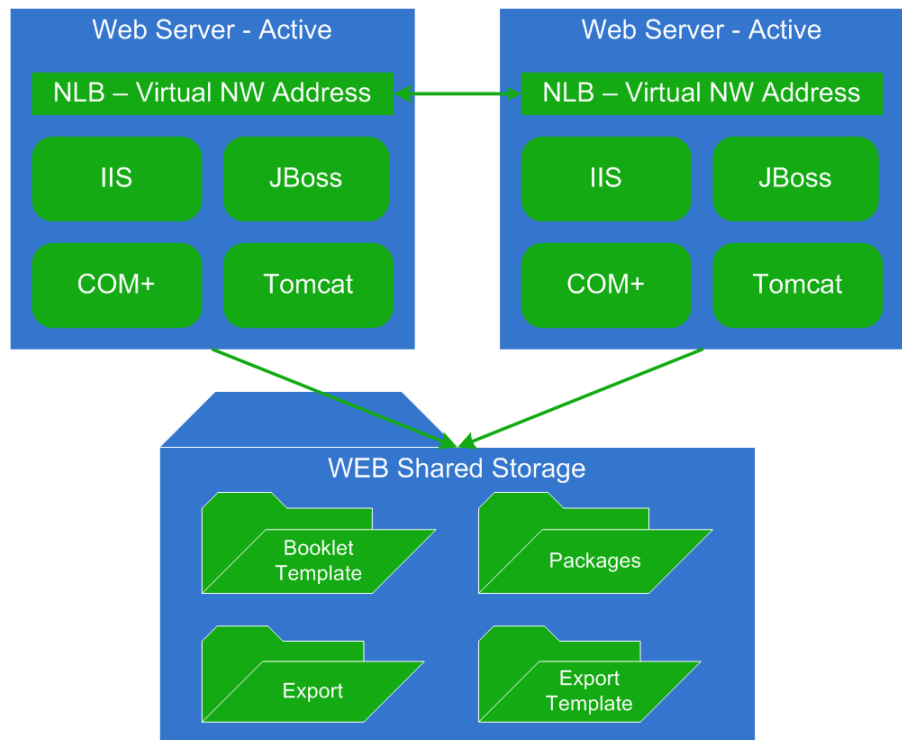 Web Server - Active
NLB – Virtual NW Address
IIS
JBoss
COM+
Tomcat
Web Server - Active
NLB – Virtual NW Address
IIS
JBoss
COM+
Tomcat
WEB Shared Storage
Booklet
Template
Packages
Export
Export
Template